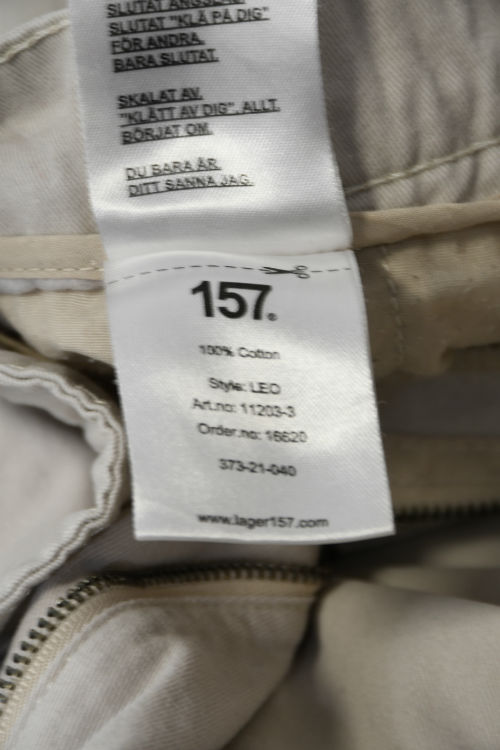 SLUTAT ÄNGSLAS.
SLUTAT "KLÄ PÅ DIG"
FÖR ANDRA.
BARA SLUTAT.
SKALAT AV.
"KLÄTT AV DIG". ALLT.
BÖRJAT OM.
DU BARA ÄR.
DITT SANNA JAG.
157.
100% Cotton
Style: LEO
Art.no: 11203-3
Order.no: 16620
373-21-040
www.lager157.com